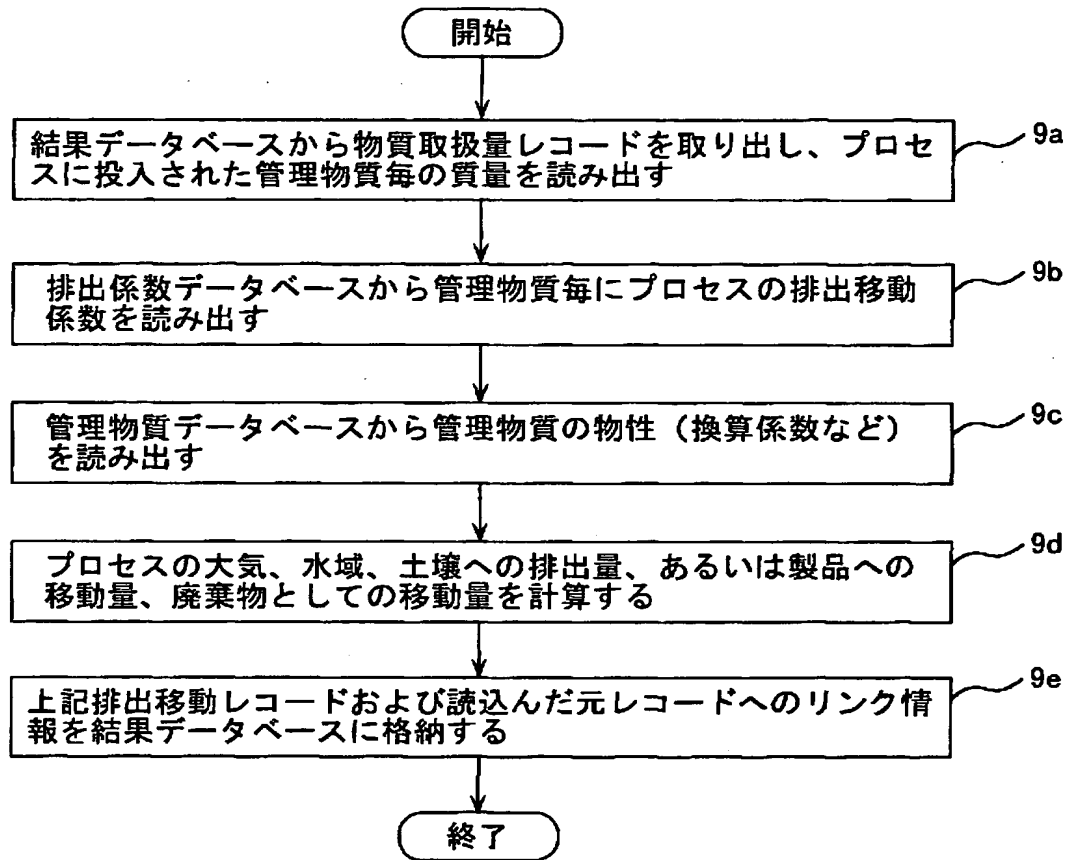 開始
結果データベースから物質取扱量レコードを取り出し、プロセ
スに投入された管理物質毎の質量を読み出す
9a
排出係数データベースから管理物質毎にプロセスの排出移動
係数を読み出す
9b
管理物質データベースから管理物質の物性（換算係数など）
を読み出す
9c
プロセスの大気、水域、土壌への排出量、あるいは製品への
移動量、廃棄物としての移動量を計算する
9d
上記排出移動レコードおよび読込んだ元レコードへのリンク情
報を結果データベースに格納する
9e
終了